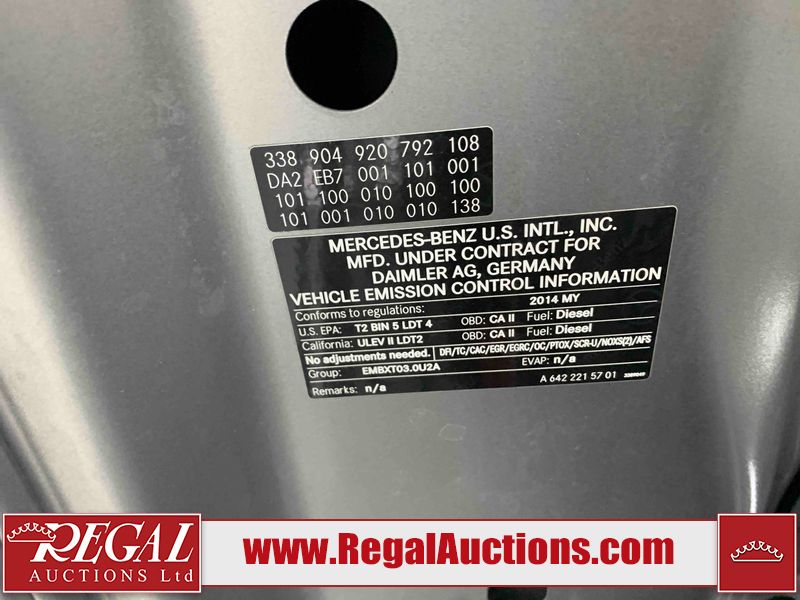 338 904 920 792 108
DA2 EB7 001 101 001
101 100 010 100 100
101 001 010 010 138
MERCEDES-BENZ U.S. INTL., INC.
MFD. UNDER CONTRACT FOR
DAIMLER AG, GERMANY
VEHICLE EMISSION CONTROL INFORMATION
Conforms to regulations: 2014 MY
U.S. EPA: T2 BIN 5 LDT 4 OBD: CA II Fuel: Diesel
California: ULEV II LDT2 OBD: CA II Fuel: Diesel
No adjustments needed. DFI/TC/CAC/EGR/EGRC/OC/PTOX/SCR-U/NOXS(2)/AFS
Group: EMBXT03.0U2A EVAP: n/a
Remarks: n/a A 642 221 57 01
REGAL
AUCTIONS Ltd
www.RegalAuctions.com